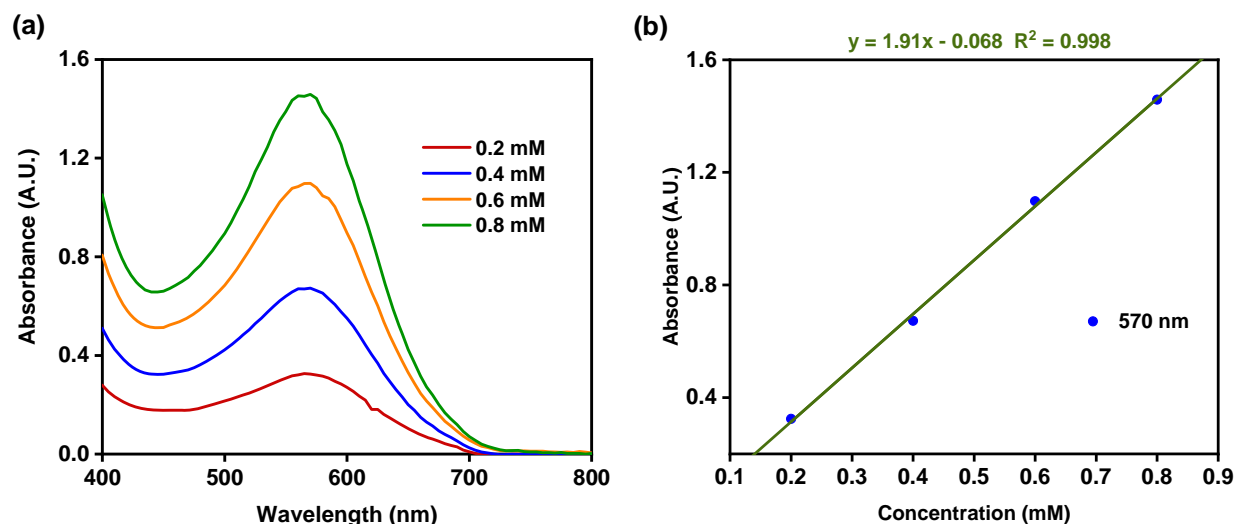 (a)
1.6
1.2
0.8
0.4
0.0
Absorbance (A.U.)
400
500
600
700
800
Wavelength (nm)
0.2 mM
0.4 mM
0.6 mM
0.8 mM
(b)
y = 1.91x - 0.068 R² = 0.998
1.6
1.2
0.8
0.4
Absorbance (A.U.)
0.1
0.2
0.3
0.4
0.5
0.6
0.7
0.8
0.9
Concentration (mM)
570 nm